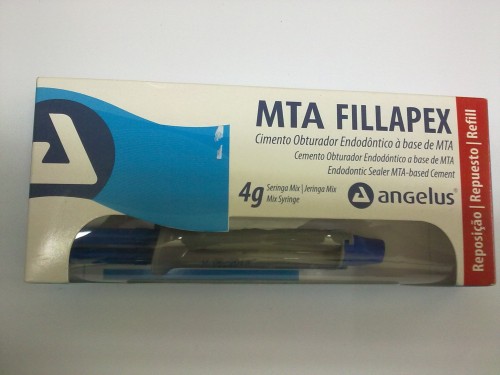 MTA FILLAPEX
Cimento Obturador Endodôntico à base de MTA
Cemento Obturador Endodóntico a base de MTA
Endodontic Sealer MTA-based Cement
4g
Seringa Mix | Jeringa Mix
Mix Syringe
angelus®
Reposição | Repuesto | Refill